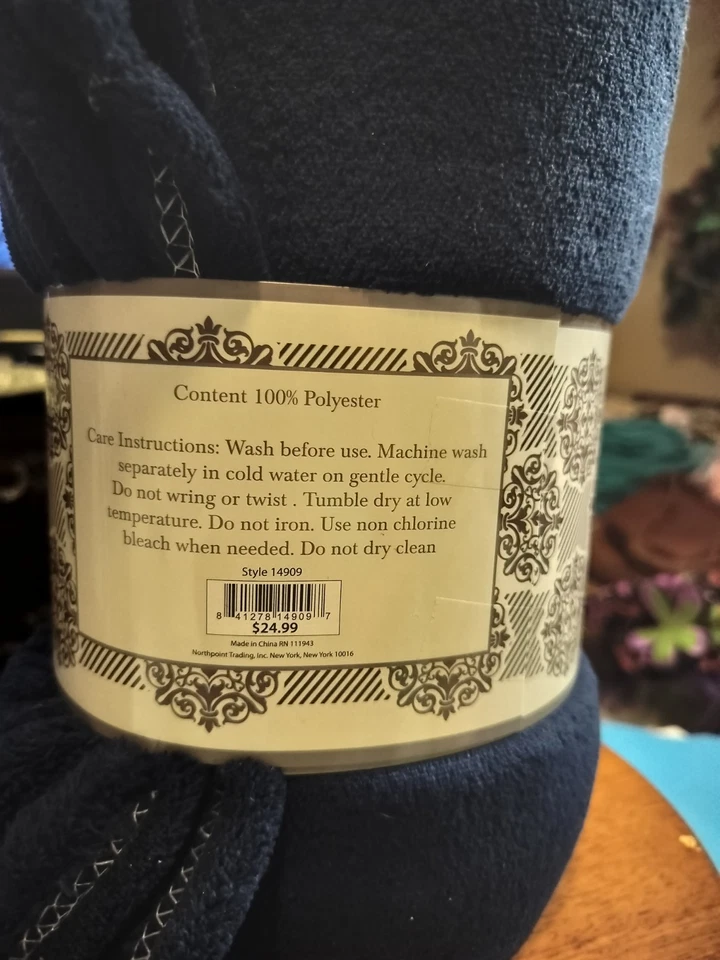 Content 100% Polyester
Care Instructions: Wash before use. Machine wash
separately in cold water on gentle cycle.
Do not wring or twist . Tumble dry at low
temperature. Do not iron. Use non chlorine
bleach when needed. Do not dry clean
Style 14909
8 41278 14909 7
$24.99
Made in China RN 111943
Northpoint Trading, Inc. New York, New York 10016